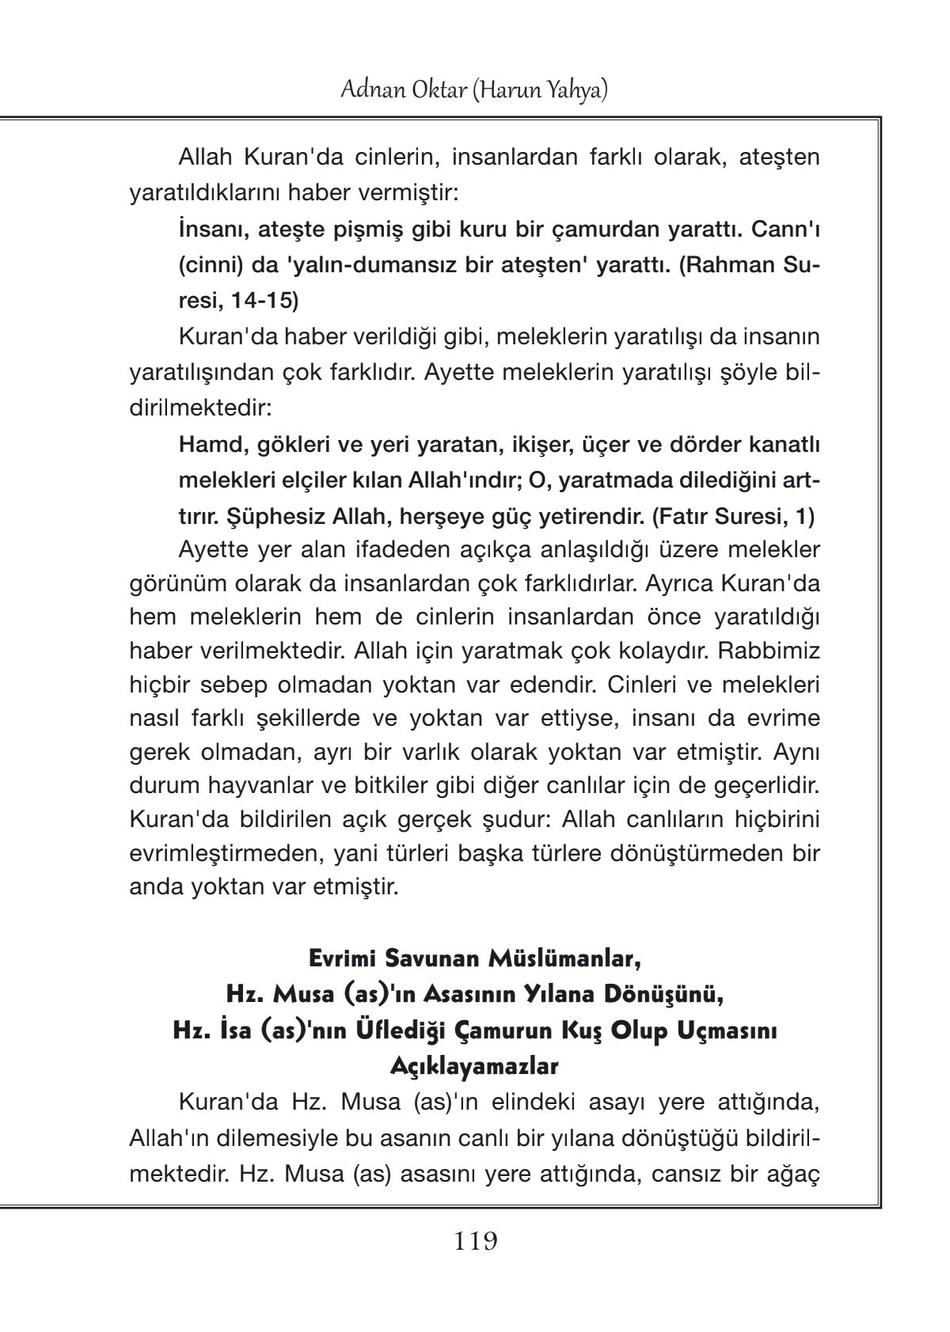 Adnan Oktar (Harun Yahya)
Allah Kuran'da cinlerin, insanlardan farklı olarak, ateşten
yaratıldıklarını haber vermiştir:
İnsanı, ateşte pişmiş gibi kuru bir çamurdan yarattı. Cann'ı
(cinni) da 'yalın-dumansız bir ateşten' yarattı. (Rahman Su-
resi, 14-15)
Kuran'da haber verildiği gibi, meleklerin yaratılışı da insanın
yaratılışından çok farklıdır. Ayette meleklerin yaratılışı şöyle bil-
dirilmektedir:
Hamd, gökleri ve yeri yaratan, ikişer, üçer ve dörder kanatlı
melekleri elçiler kılan Allah'ındır; O, yaratmada dilediğini art-
tırır. Şüphesiz Allah, herşeye güç yetirendir. (Fatır Suresi, 1)
Ayette yer alan ifadeden açıkça anlaşıldığı üzere melekler
görünüm olarak da insanlardan çok farklıdırlar. Ayrıca Kuran'da
hem meleklerin hem de cinlerin insanlardan önce yaratıldığı
haber verilmektedir. Allah için yaratmak çok kolaydır. Rabbimiz
hiçbir sebep olmadan yoktan var edendir. Cinleri ve melekleri
nasıl farklı şekillerde ve yoktan var ettiyse, insanı da evrime
gerek olmadan, ayrı bir varlık olarak yoktan var etmiştir. Aynı
durum hayvanlar ve bitkiler gibi diğer canlılar için de geçerlidir.
Kuran'da bildirilen açık gerçek şudur: Allah canlıların hiçbirini
evrimleştirmeden, yani türleri başka türlere dönüştürmeden bir
anda yoktan var etmiştir.
Evrimi Savunan Müslümanlar,
Hz. Musa (as)'ın Asasının Yılana Dönüşünü,
Hz. İsa (as)'nın Üflediği Çamurun Kuş Olup Uçmasını
Açıklayamazlar
Kuran'da Hz. Musa (as)'ın elindeki asayı yere attığında,
Allah'ın dilemesiyle bu asanın canlı bir yılana dönüştüğü bildiril-
mektedir. Hz. Musa (as) asasını yere attığında, cansız bir ağaç
119